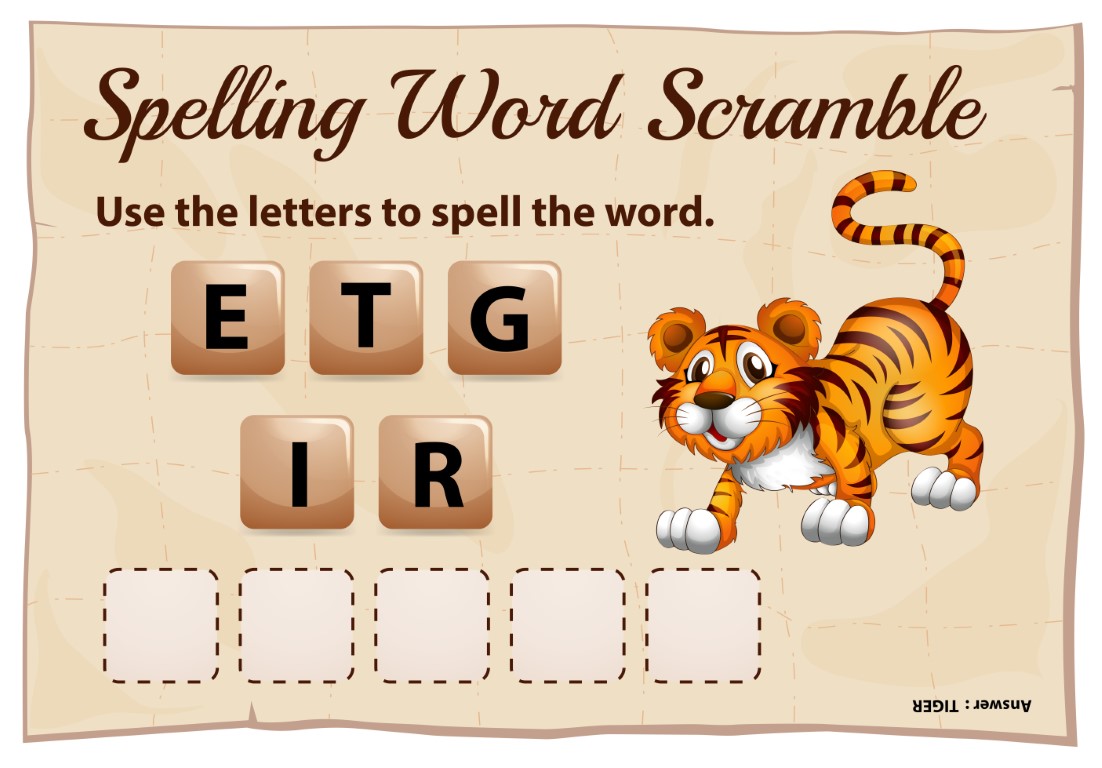 Spelling Word Scramble
Use the letters to spell the word.
E T G
I R
Answer : TIGER